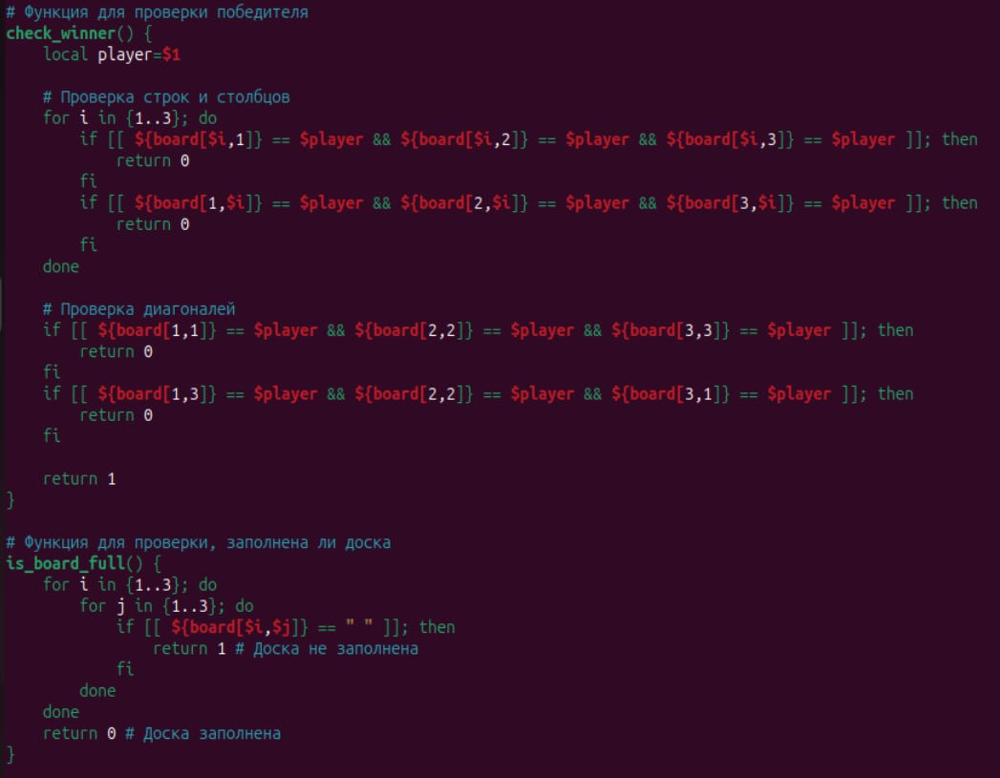 # Функция для проверки победителя
check_winner() {
    local player=$1

    # Проверка строк и столбцов
    for i in {1..3}; do
        if [[ ${board[$i,1]} == $player && ${board[$i,2]} == $player && ${board[$i,3]} == $player ]]; then
            return 0
        fi
        if [[ ${board[1,$i]} == $player && ${board[2,$i]} == $player && ${board[3,$i]} == $player ]]; then
            return 0
        fi
    done

    # Проверка диагоналей
    if [[ ${board[1,1]} == $player && ${board[2,2]} == $player && ${board[3,3]} == $player ]]; then
        return 0
    fi
    if [[ ${board[1,3]} == $player && ${board[2,2]} == $player && ${board[3,1]} == $player ]]; then
        return 0
    fi

    return 1
}

# Функция для проверки, заполнена ли доска
is_board_full() {
    for i in {1..3}; do
        for j in {1..3}; do
            if [[ ${board[$i,$j]} == " " ]]; then
                return 1 # Доска не заполнена
            fi
        done
    done
    return 0 # Доска заполнена
}